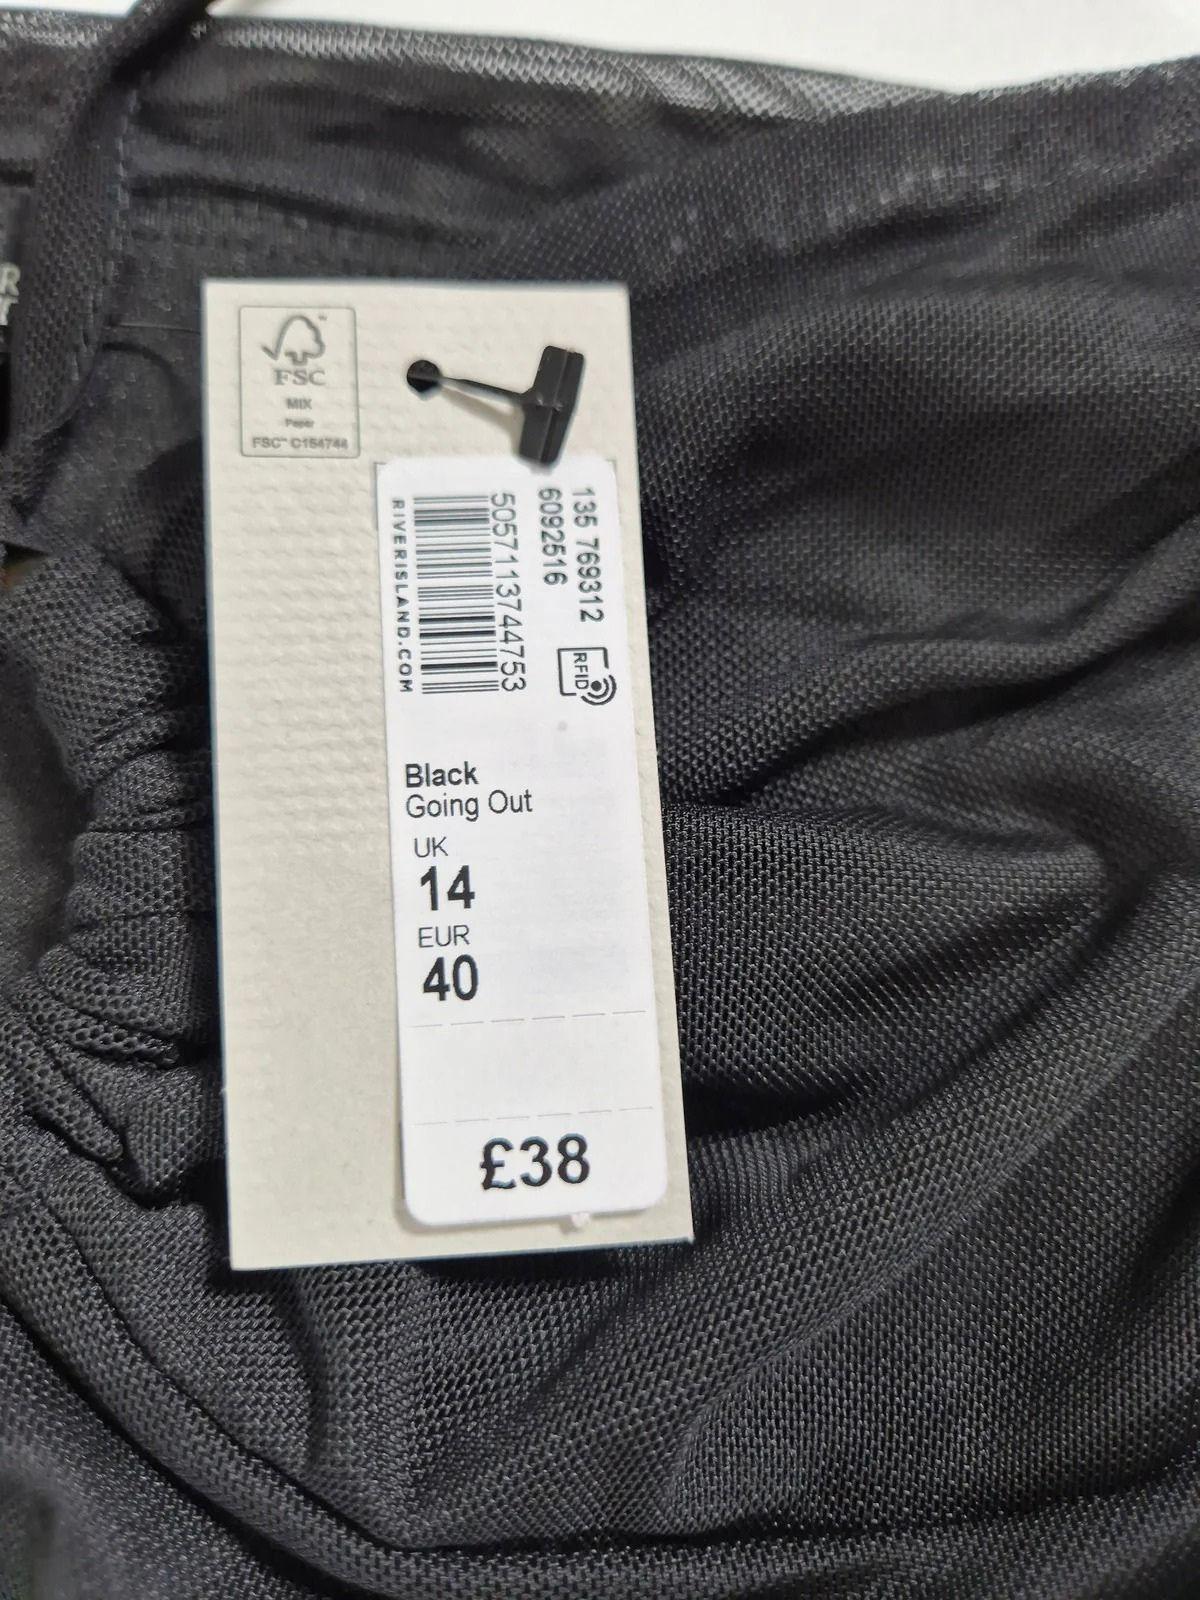 FSC
MIX
Paper
FSC™ C154744
135 769312
6092516
RFID
5057113744753
RIVERISLAND.COM
Black
Going Out
UK
14
EUR
40
£38